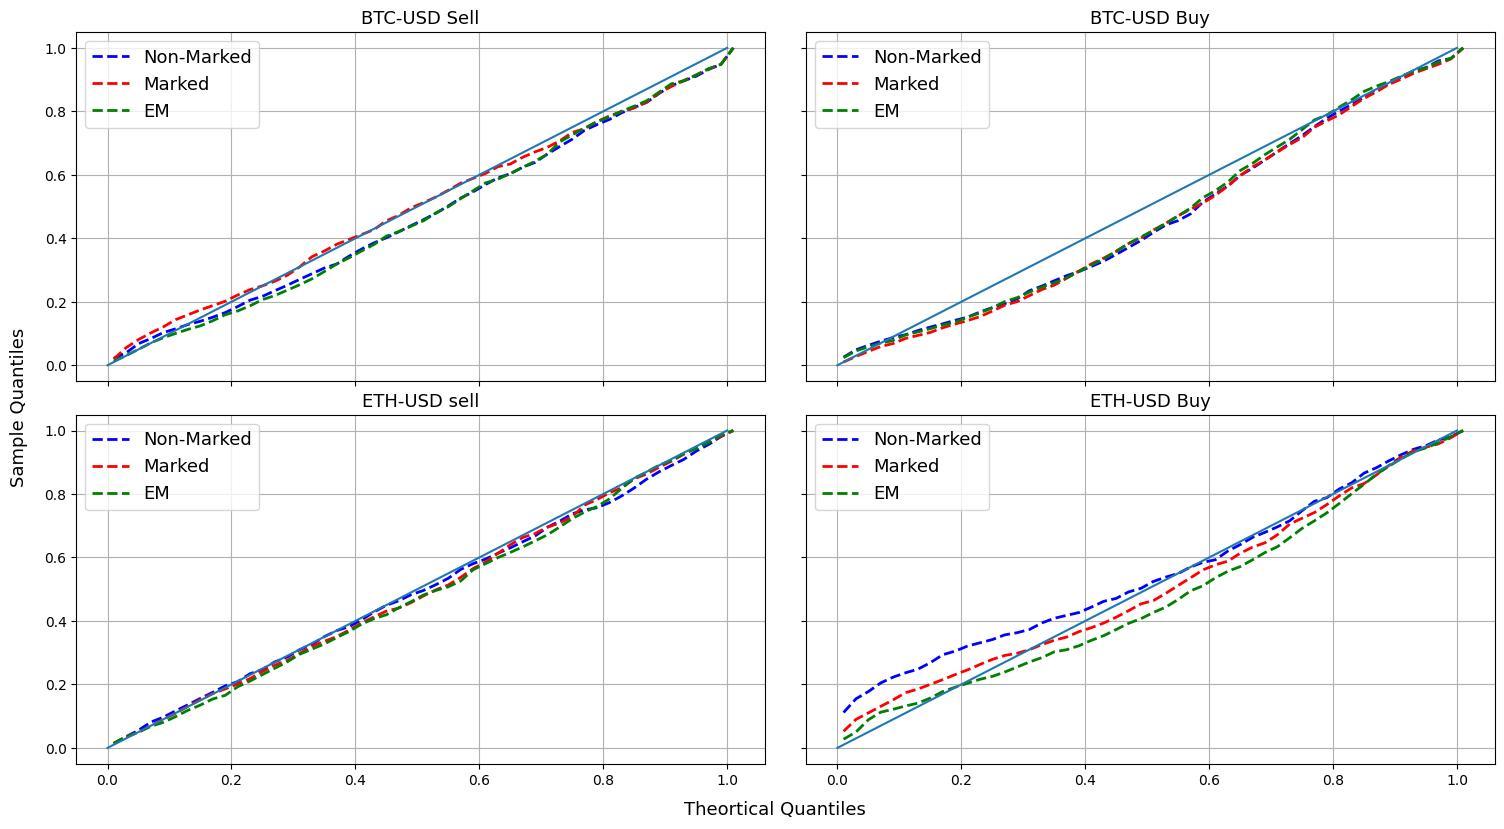 BTC-USD Sell
1.0
0.8
0.6
0.4
0.2
0.0
Non-Marked
Marked
EM
BTC-USD Buy
Non-Marked
Marked
EM
Sample Quantiles
ETH-USD sell
1.0
0.8
0.6
0.4
0.2
0.0
Non-Marked
Marked
EM
0.0 0.2 0.4 0.6 0.8 1.0
ETH-USD Buy
Non-Marked
Marked
EM
0.0 0.2 0.4 0.6 0.8 1.0
Theortical Quantiles